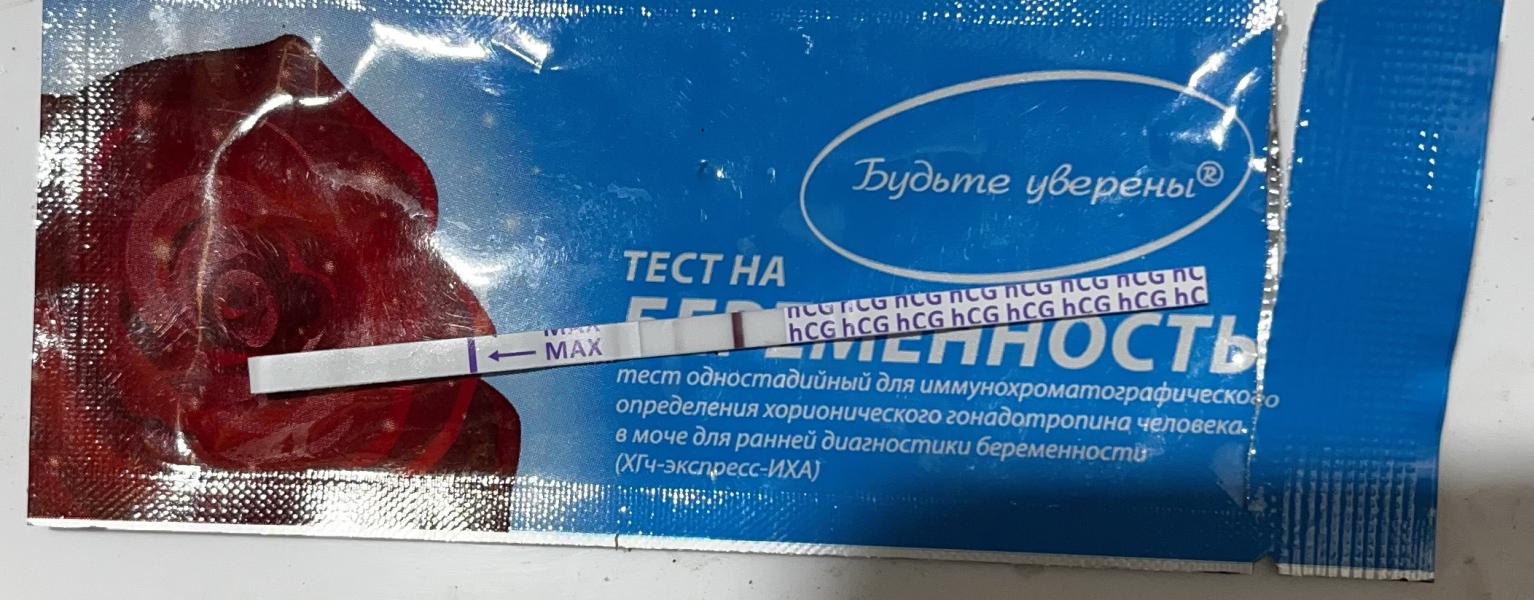 Будьте уверены®
ТЕСТ НА
БЕРЕМЕННОСТЬ
hCG hCG hCG hCG hCG hCG hCG hC
hCG hCG hCG hCG hCG hCG hCG hC
MAX
MAX
тест одностадийный для иммунохроматографического
определения хорионического гонадотропина человека
в моче для ранней диагностики беременности
(ХГч-экспресс-ИХА)